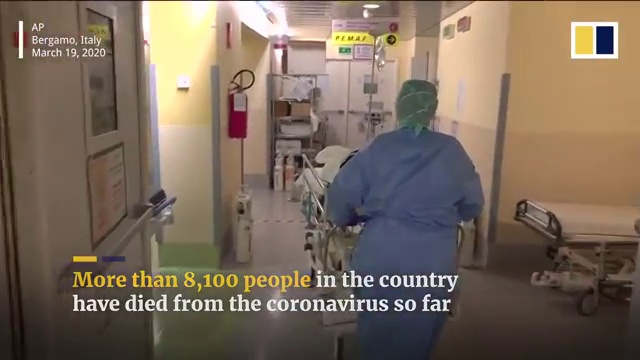 AP
Bergamo, Italy
March 19, 2020
P.E.M.A.F.
More than 8,100 people in the country
have died from the coronavirus so far